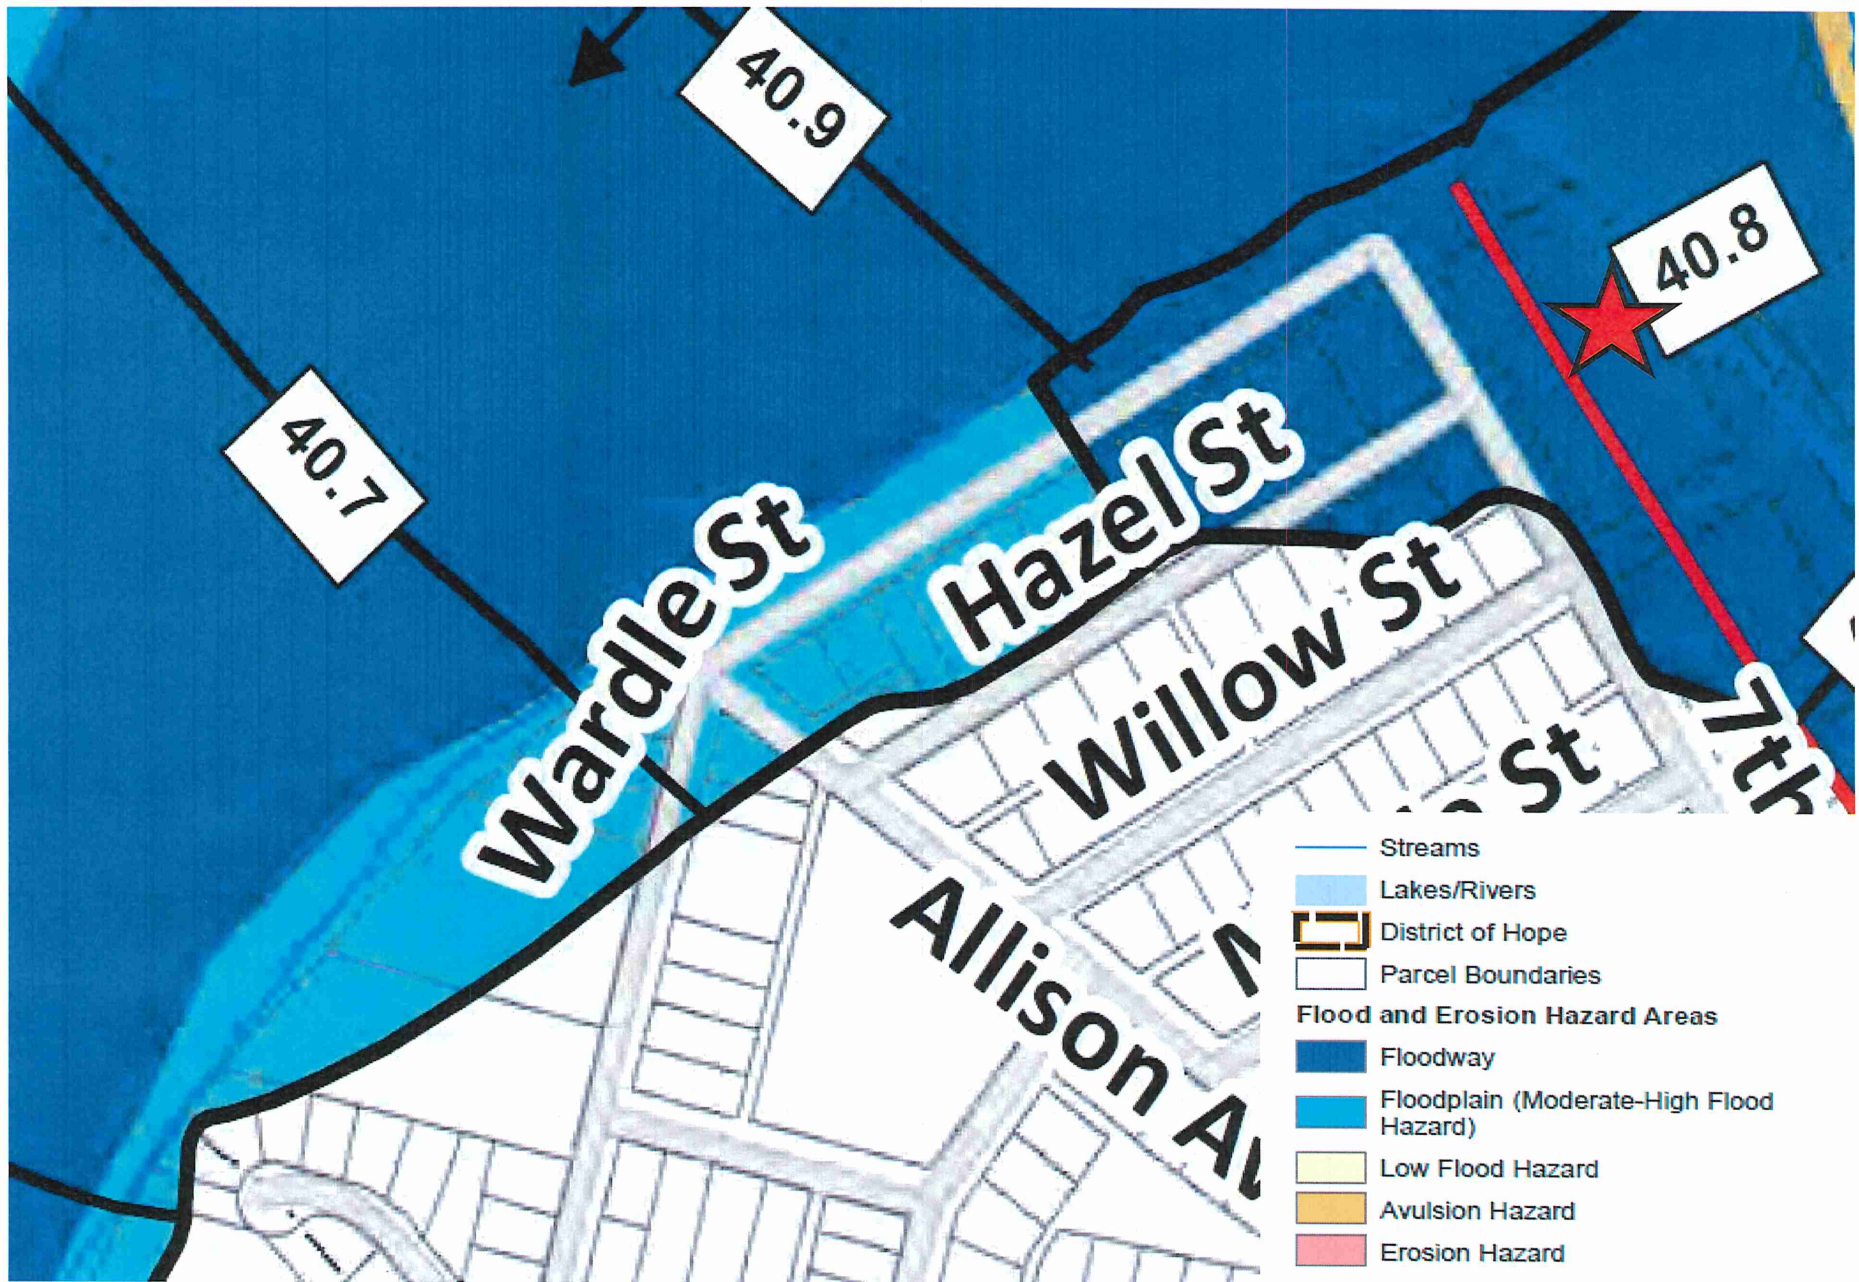 40.9
40.8
40.7
Hazel St
Wardle St
Willow St
St
7th
Allison
Streams
Lakes/Rivers
District of Hope
Parcel Boundaries
Flood and Erosion Hazard Areas
Floodway
Floodplain (Moderate-High Flood
Hazard)
Low Flood Hazard
Avulsion Hazard
Erosion Hazard